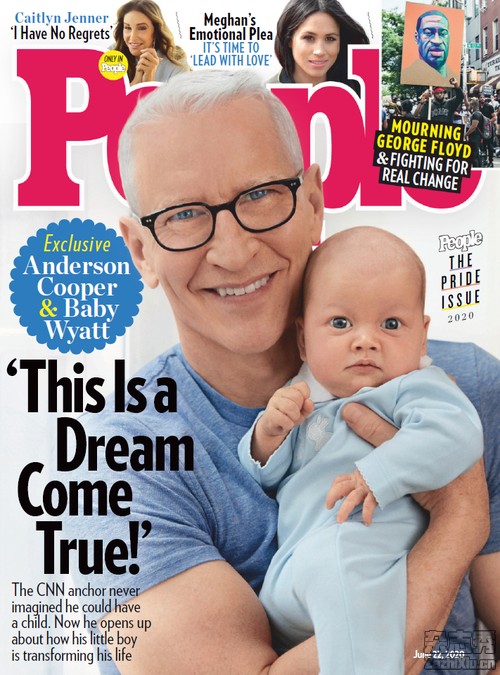 Caitlyn Jenner
'I Have No Regrets'
ONLY IN
People
Meghan's
Emotional Plea
IT'S TIME TO
'LEAD WITH LOVE'
People
MOURNING
GEORGE FLOYD
& FIGHTING FOR
REAL CHANGE
Exclusive
Anderson
Cooper
& Baby
Wyatt
People
THE
PRIDE
ISSUE
2020
'This Is a
Dream
Come
True!'
The CNN anchor never
imagined he could have
a child. Now he opens up
about how his little boy
is transforming his life
June 22, 2020